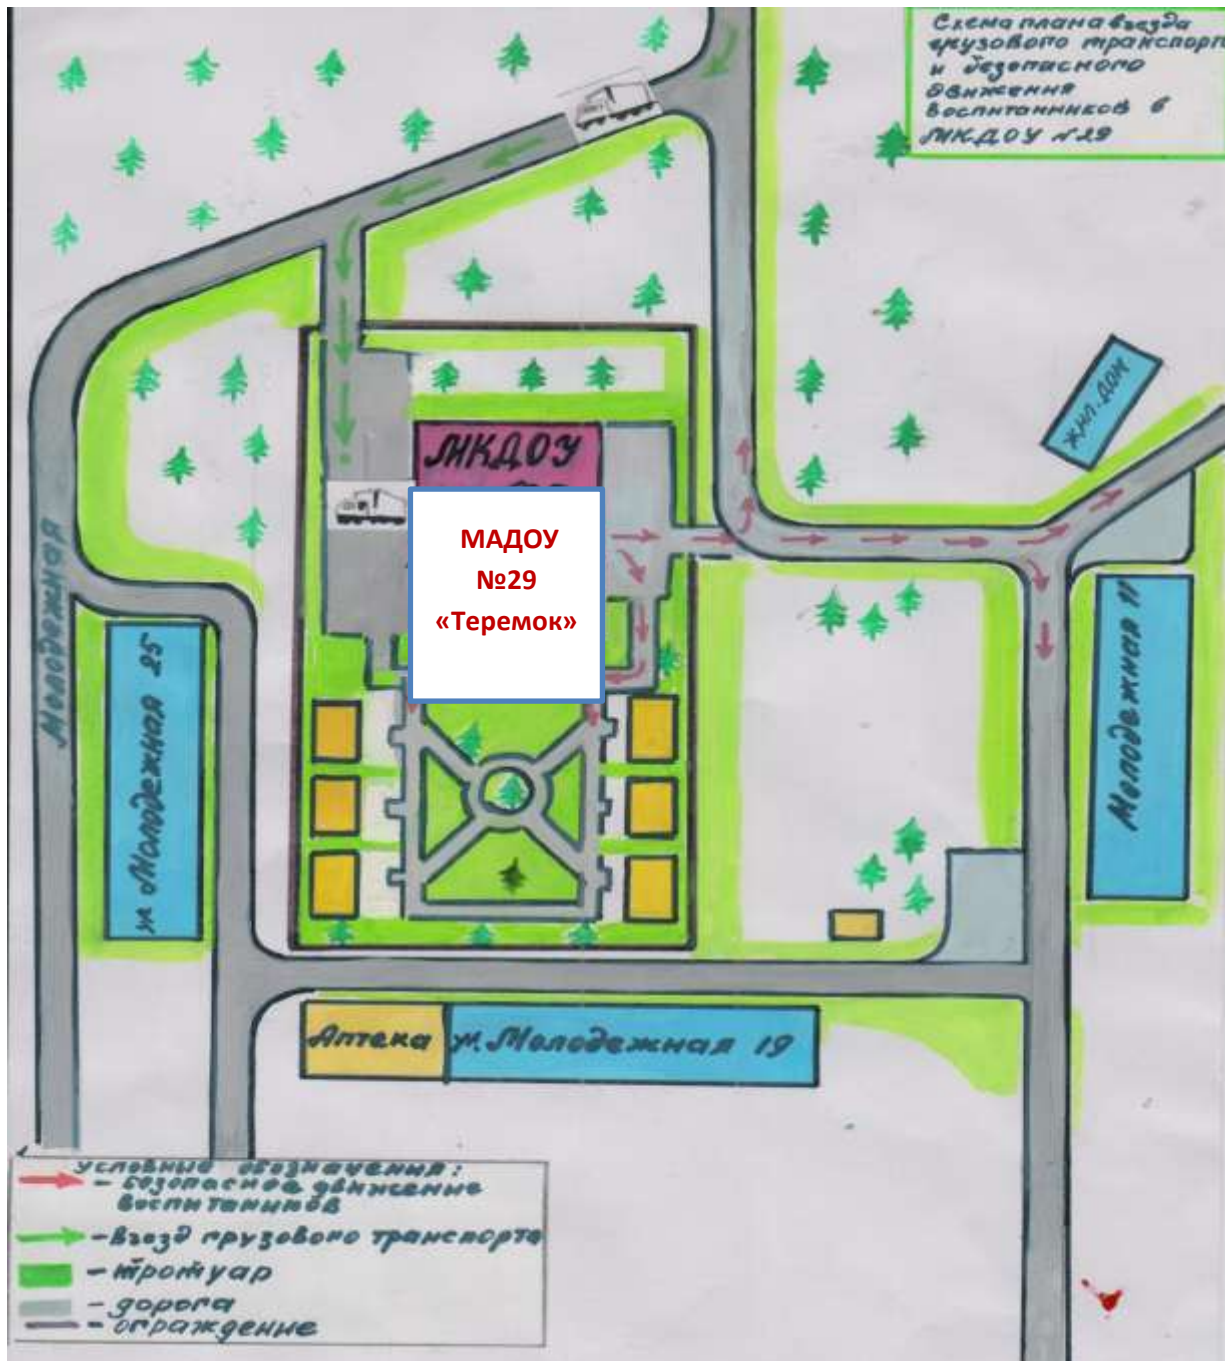 Схема плана въезда
грузового транспорт
и безопасного
движения
воспитанников в
МКДОУ №29
жил. дом
МКДОУ
МАДОУ
№29
«Теремок»
Молодежная
ул Молодежная 25
Молодежная 11
Аптека
ул. Молодежная 19
условные обозначения:
- безопасное движение
воспитанников
- въезд грузового транспорта
- тротуар
- дорога
- ограждение